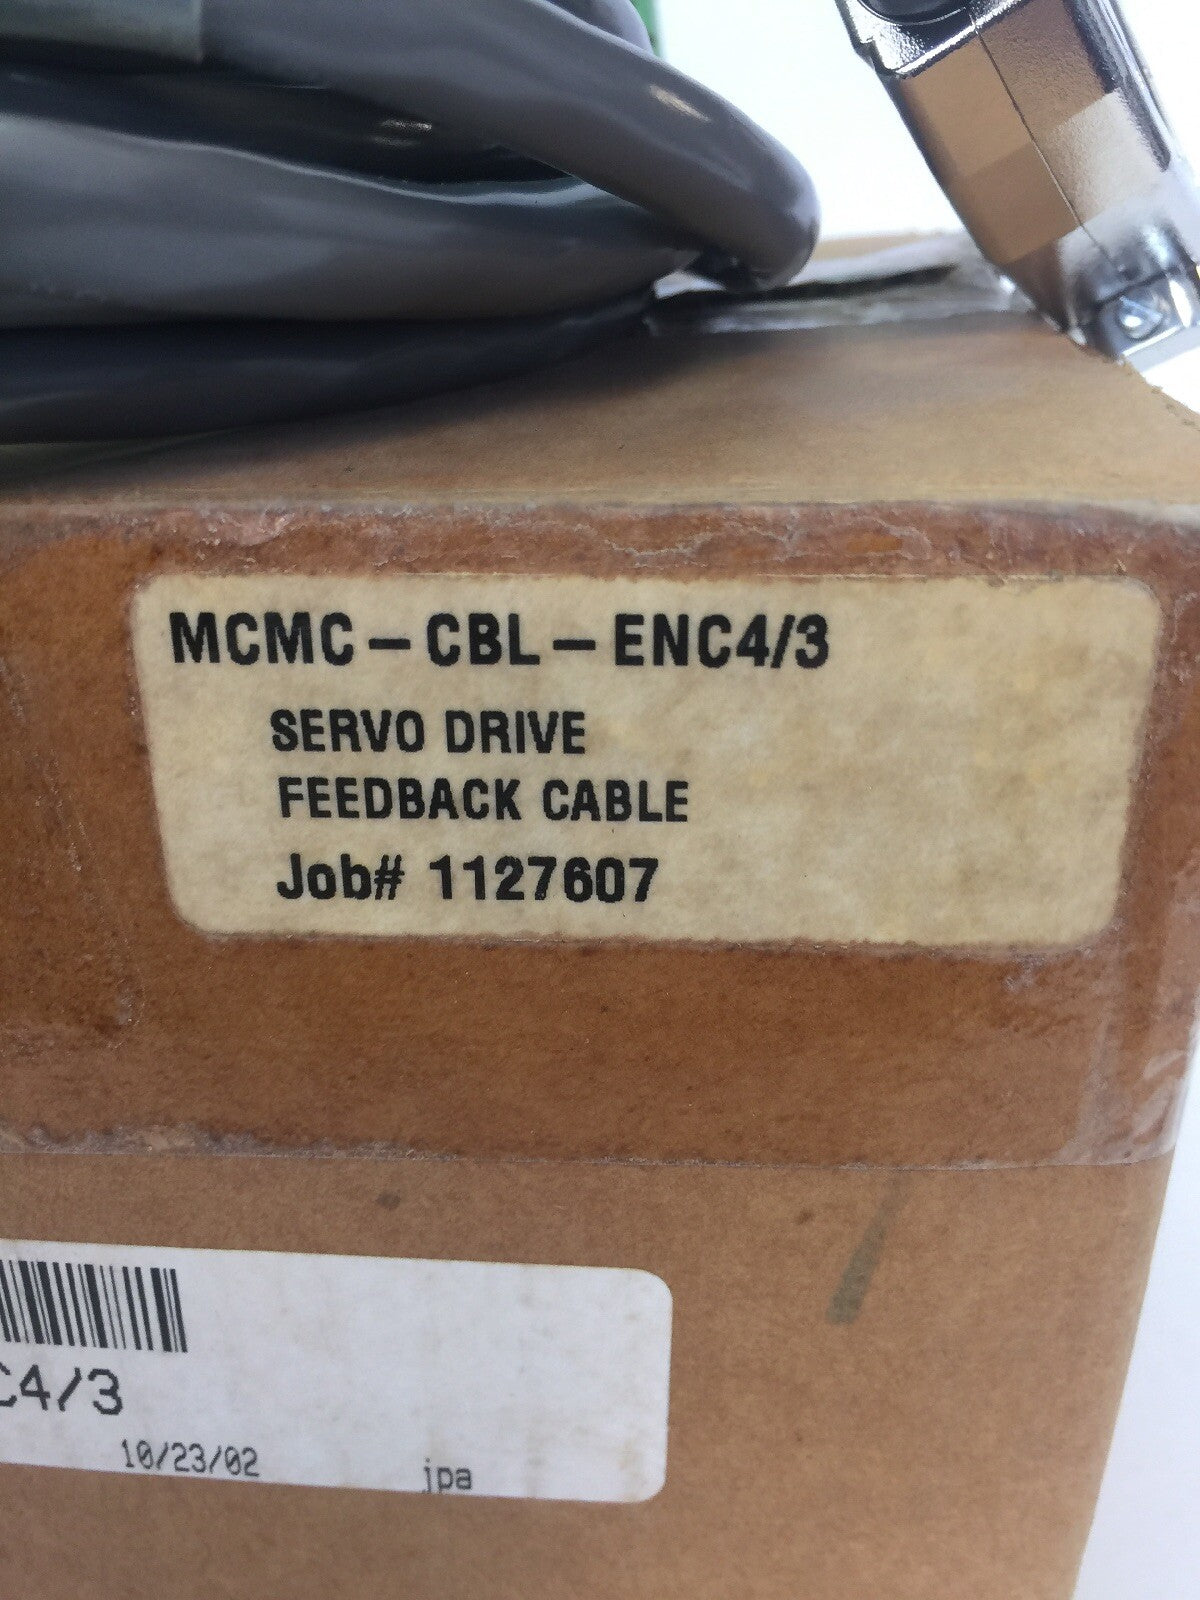 MCMC-CBL-ENC4/3
SERVO DRIVE
FEEDBACK CABLE
Job# 1127607
C4/3
10/23/02 jpa